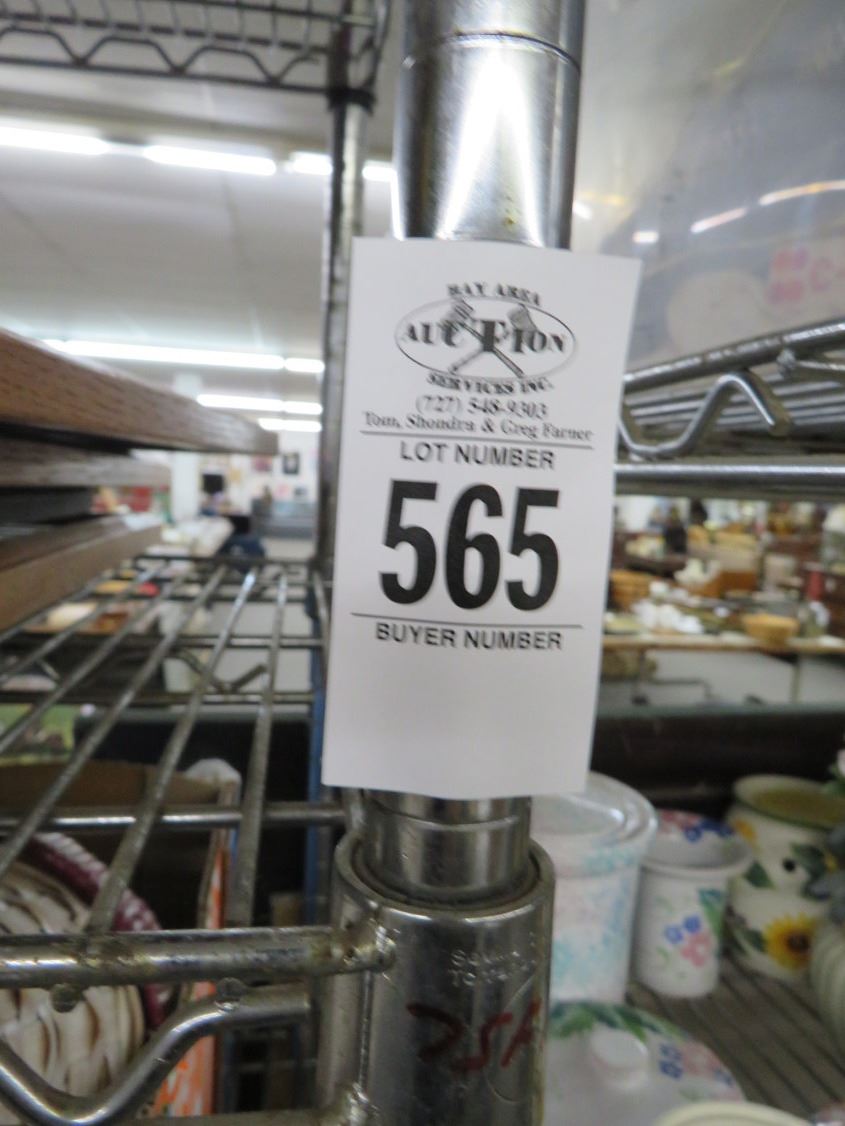 BAY AREA
AUCTION
SERVICES INC.
(727) 548-9303
Tom, Shondra & Greg Farner
LOT NUMBER
565
BUYER NUMBER